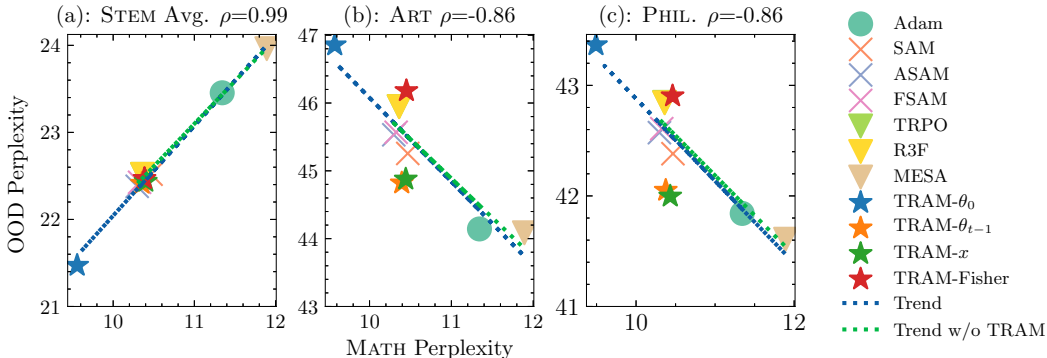 (a): STEM Avg. ρ=0.99
(b): ART ρ=-0.86
(c): PHIL. ρ=-0.86
OOD Perplexity
24
23
22
21
10
11
12
47
46
45
44
43
10
11
12
43
42
41
10
11
12
MATH Perplexity
Adam
SAM
ASAM
FSAM
TRPO
R3F
MESA
TRAM-θ₀
TRAM-θₜ₋₁
TRAM-x
TRAM-Fisher
Trend
Trend w/o TRAM